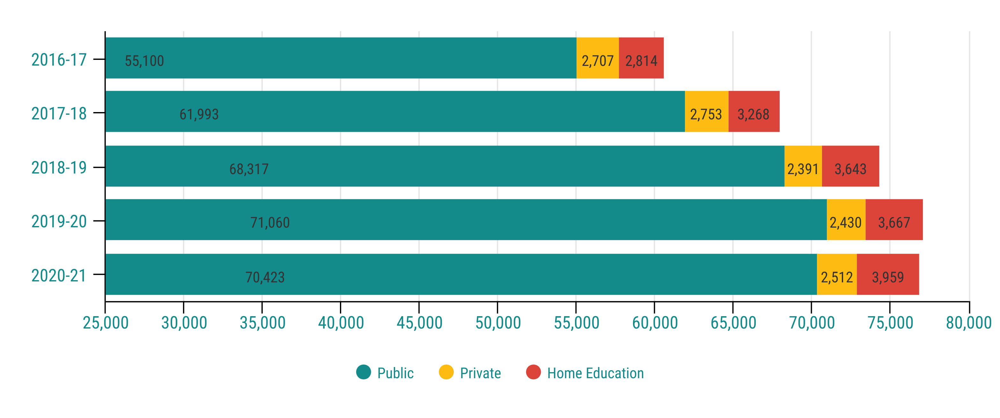 2016-17 55,100 2,707 2,814
2017-18 61,993 2,753 3,268
2018-19 68,317 2,391 3,643
2019-20 71,060 2,430 3,667
2020-21 70,423 2,512 3,959
25,000 30,000 35,000 40,000 45,000 50,000 55,000 60,000 65,000 70,000 75,000 80,000
Public Private Home Education